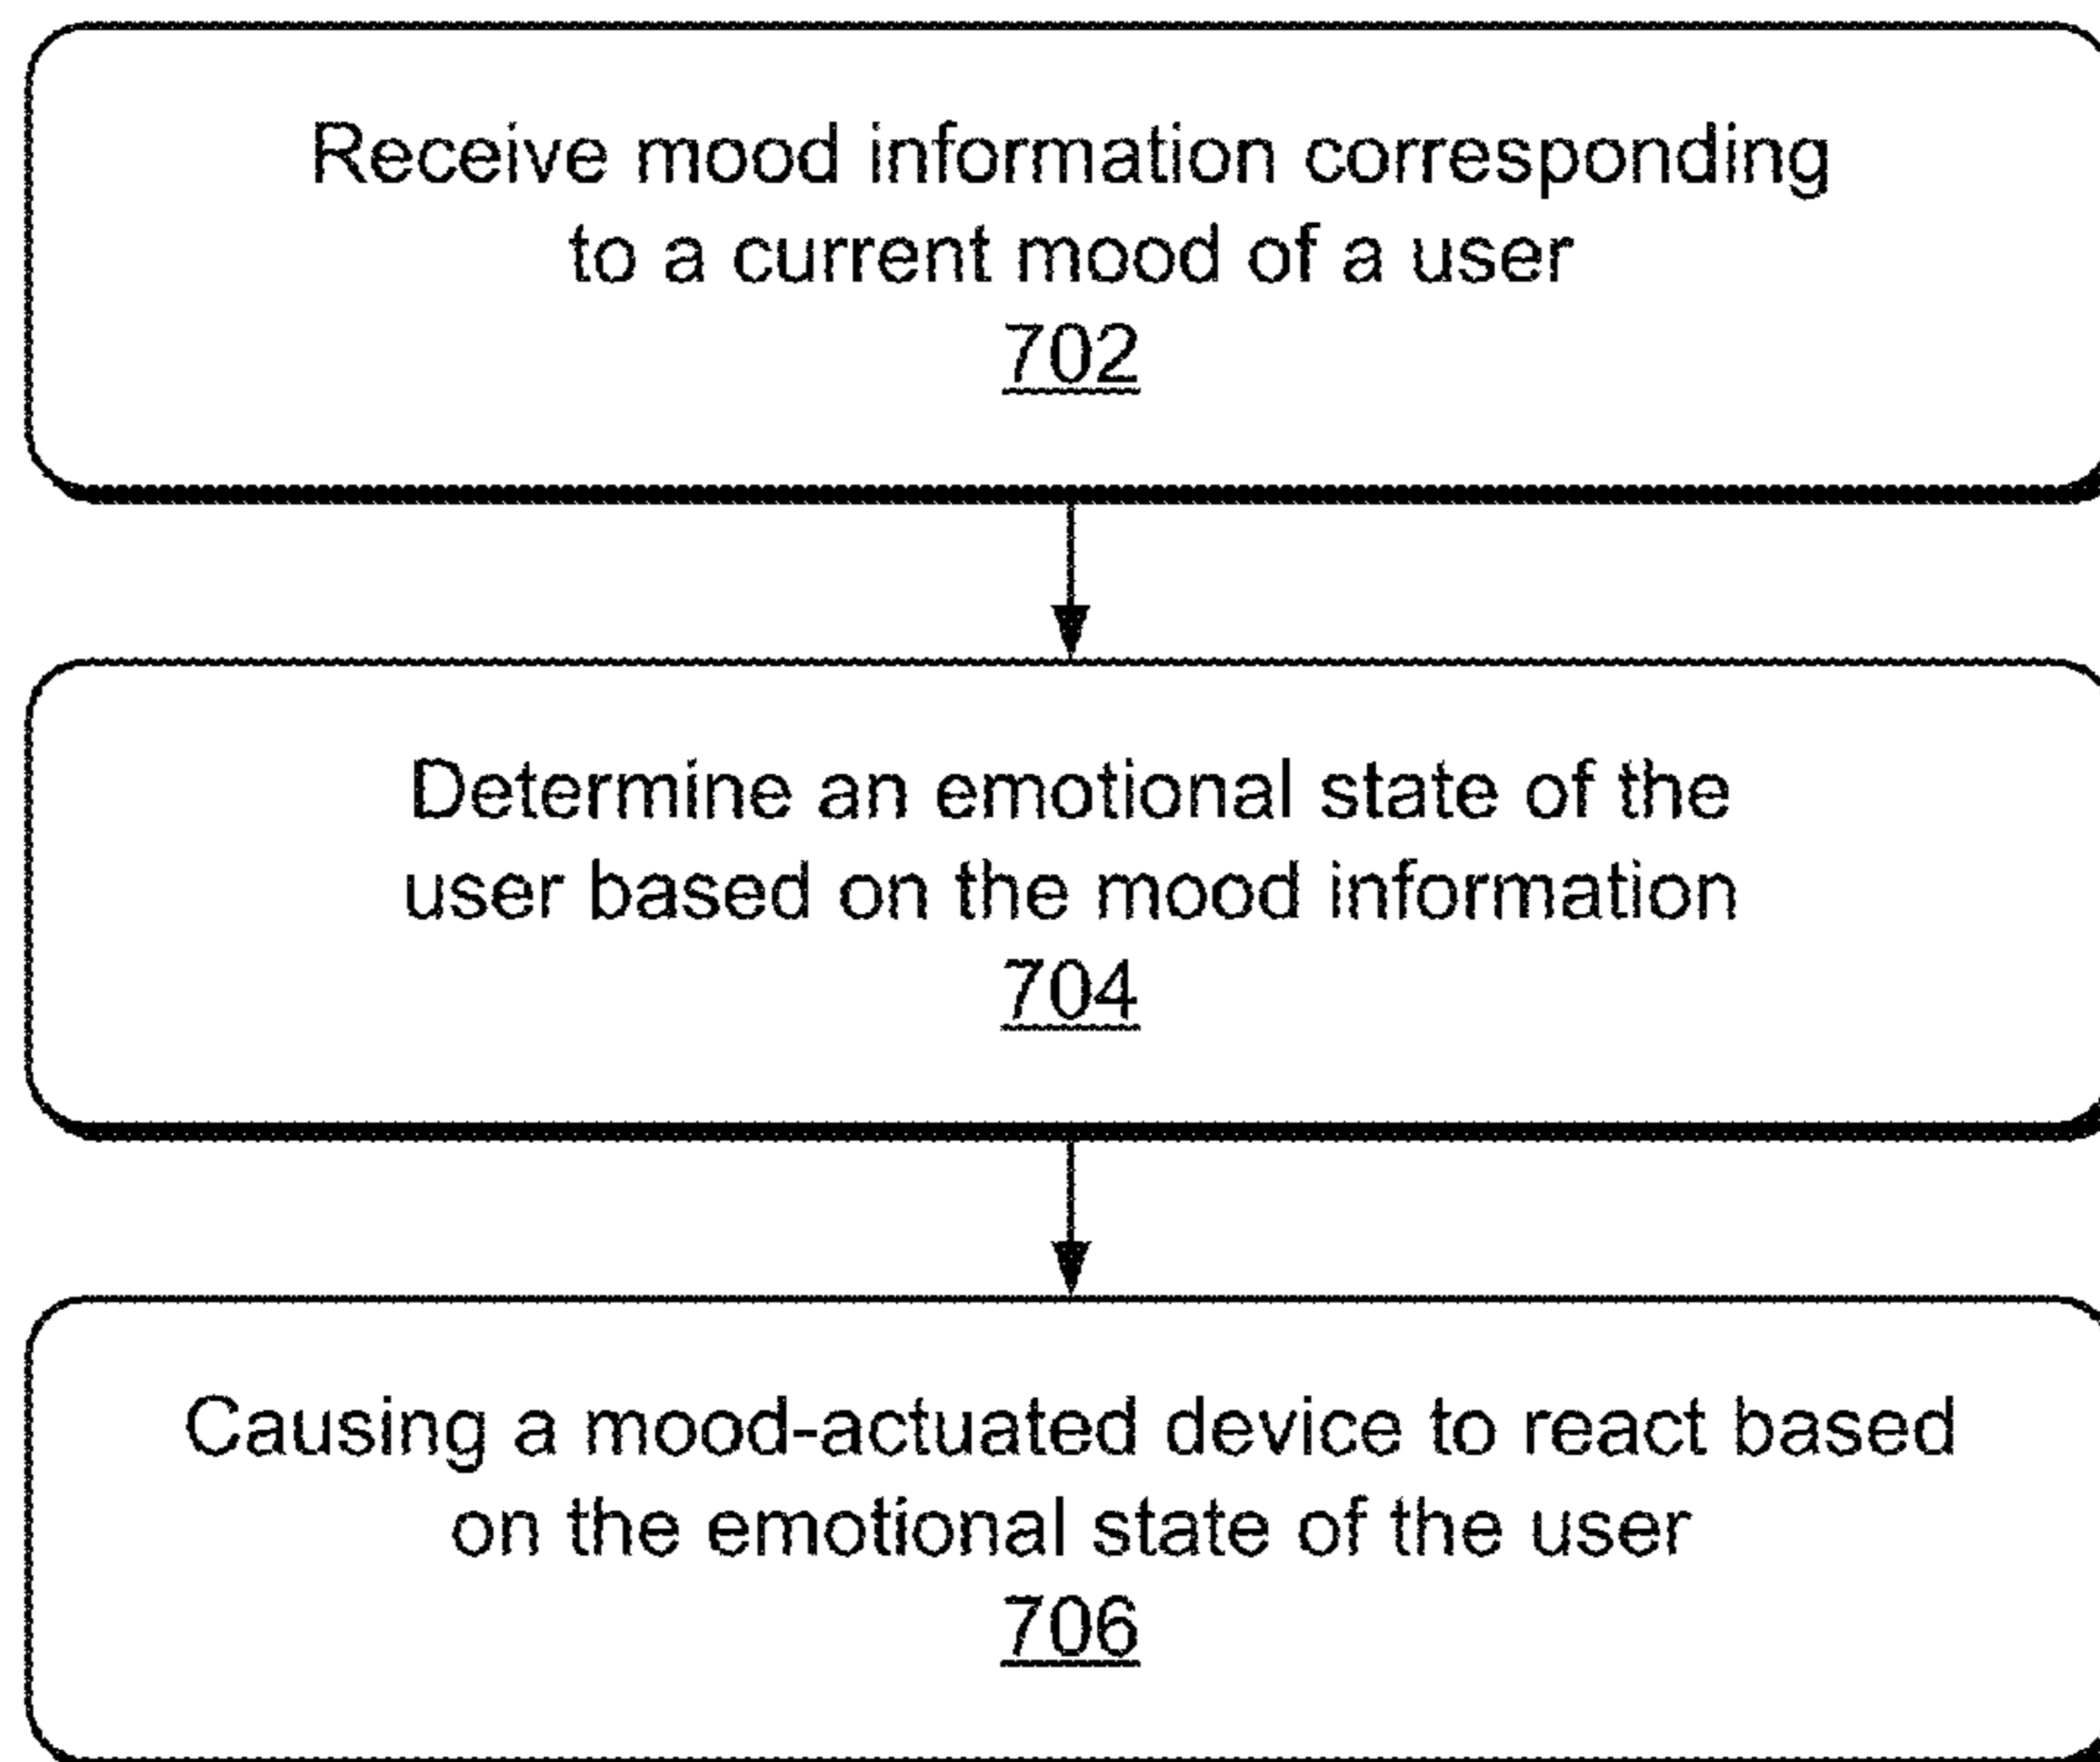 Receive mood information corresponding
to a current mood of a user
702
Determine an emotional state of the
user based on the mood information
704
Causing a mood-actuated device to react based
on the emotional state of the user
706